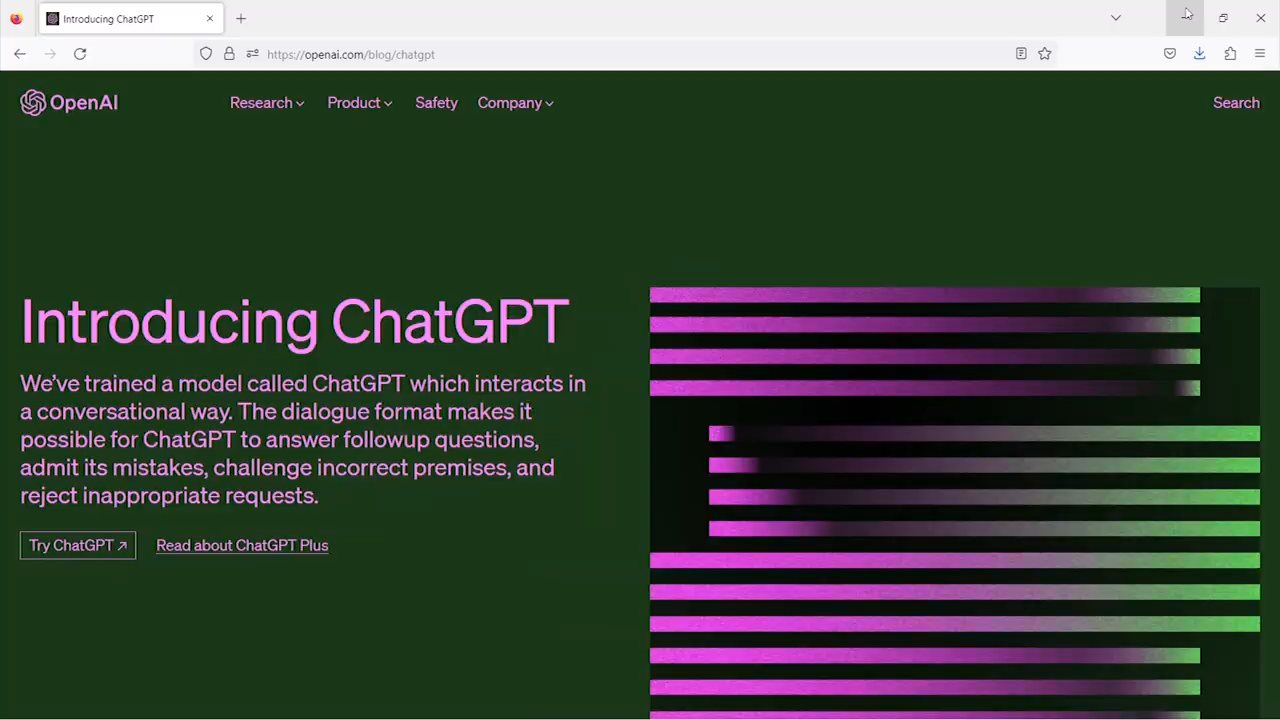 Introducing ChatGPT
https://openai.com/blog/chatgpt
OpenAI
Research
Product
Safety
Company
Search
Introducing ChatGPT
We've trained a model called ChatGPT which interacts in
a conversational way. The dialogue format makes it
possible for ChatGPT to answer followup questions,
admit its mistakes, challenge incorrect premises, and
reject inappropriate requests.
Try ChatGPT ↗
Read about ChatGPT Plus